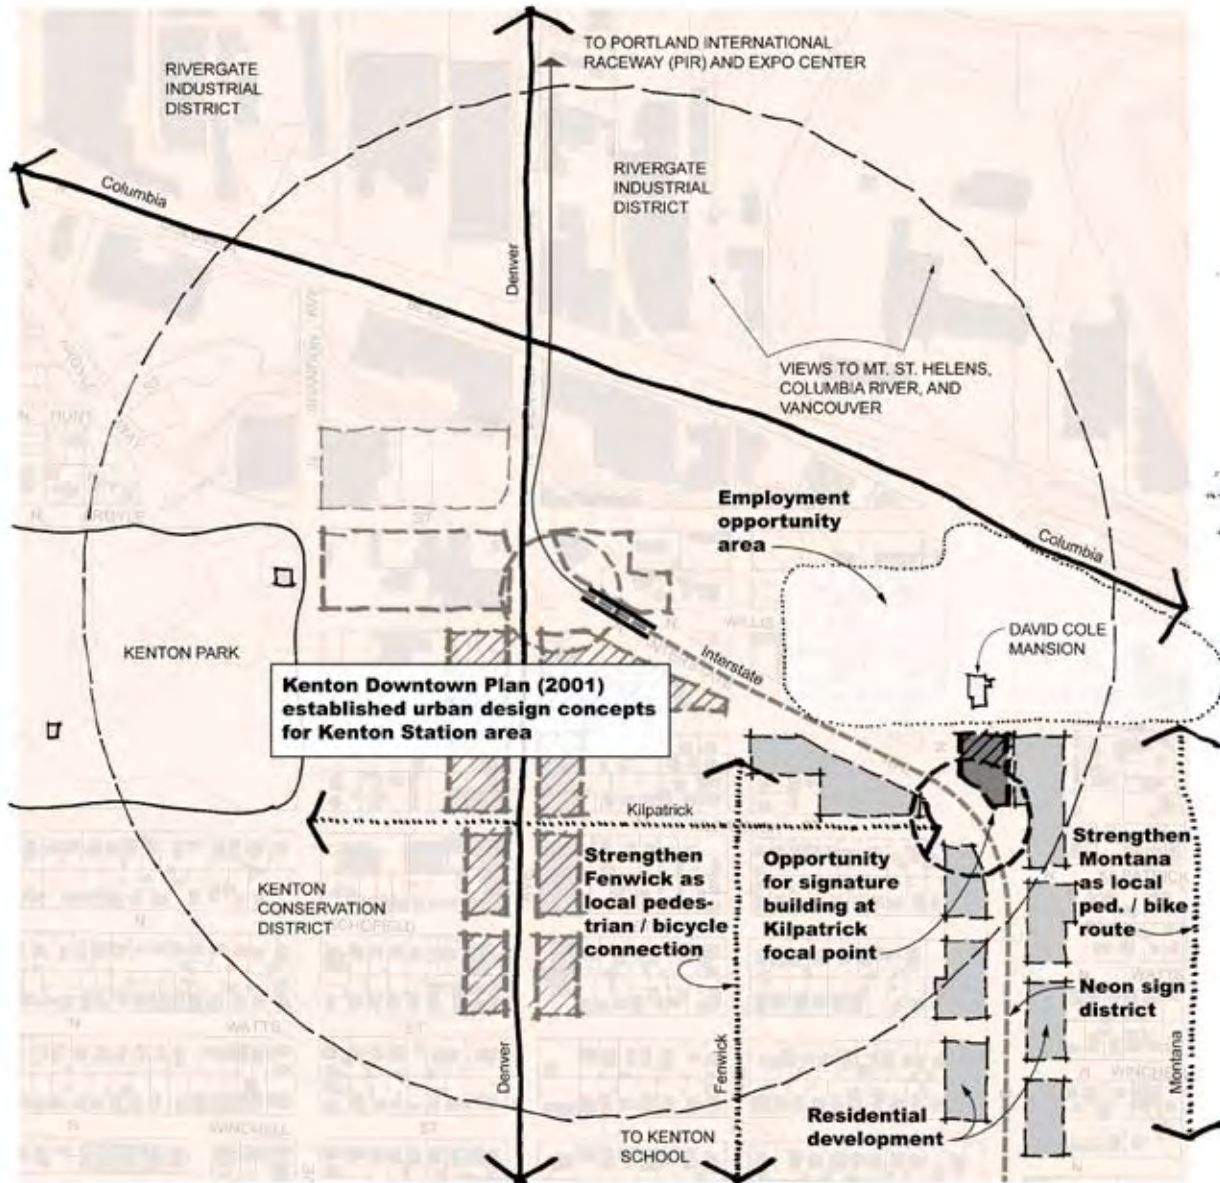 TO PORTLAND INTERNATIONAL
RACEWAY (PIR) AND EXPO CENTER
RIVERGATE
INDUSTRIAL
DISTRICT
RIVERGATE
INDUSTRIAL
DISTRICT
Columbia
Denver
VIEWS TO MT. ST. HELENS,
COLUMBIA RIVER, AND
VANCOUVER
Employment
opportunity
area
Columbia
KENTON PARK
DAVID COLE
MANSION
Interstate
Kenton Downtown Plan (2001)
established urban design concepts
for Kenton Station area
Kilpatrick
Strengthen
Fenwick as
local pedes-
trian / bicycle
connection
Opportunity
for signature
building at
Kilpatrick
focal point
Strengthen
Montana
as local
ped. / bike
route
KENTON
CONSERVATION
DISTRICT
Neon sign
district
Denver
Fenwick
Montana
Residential
development
TO KENTON
SCHOOL
WATTS
ST
WINCHELL
ST